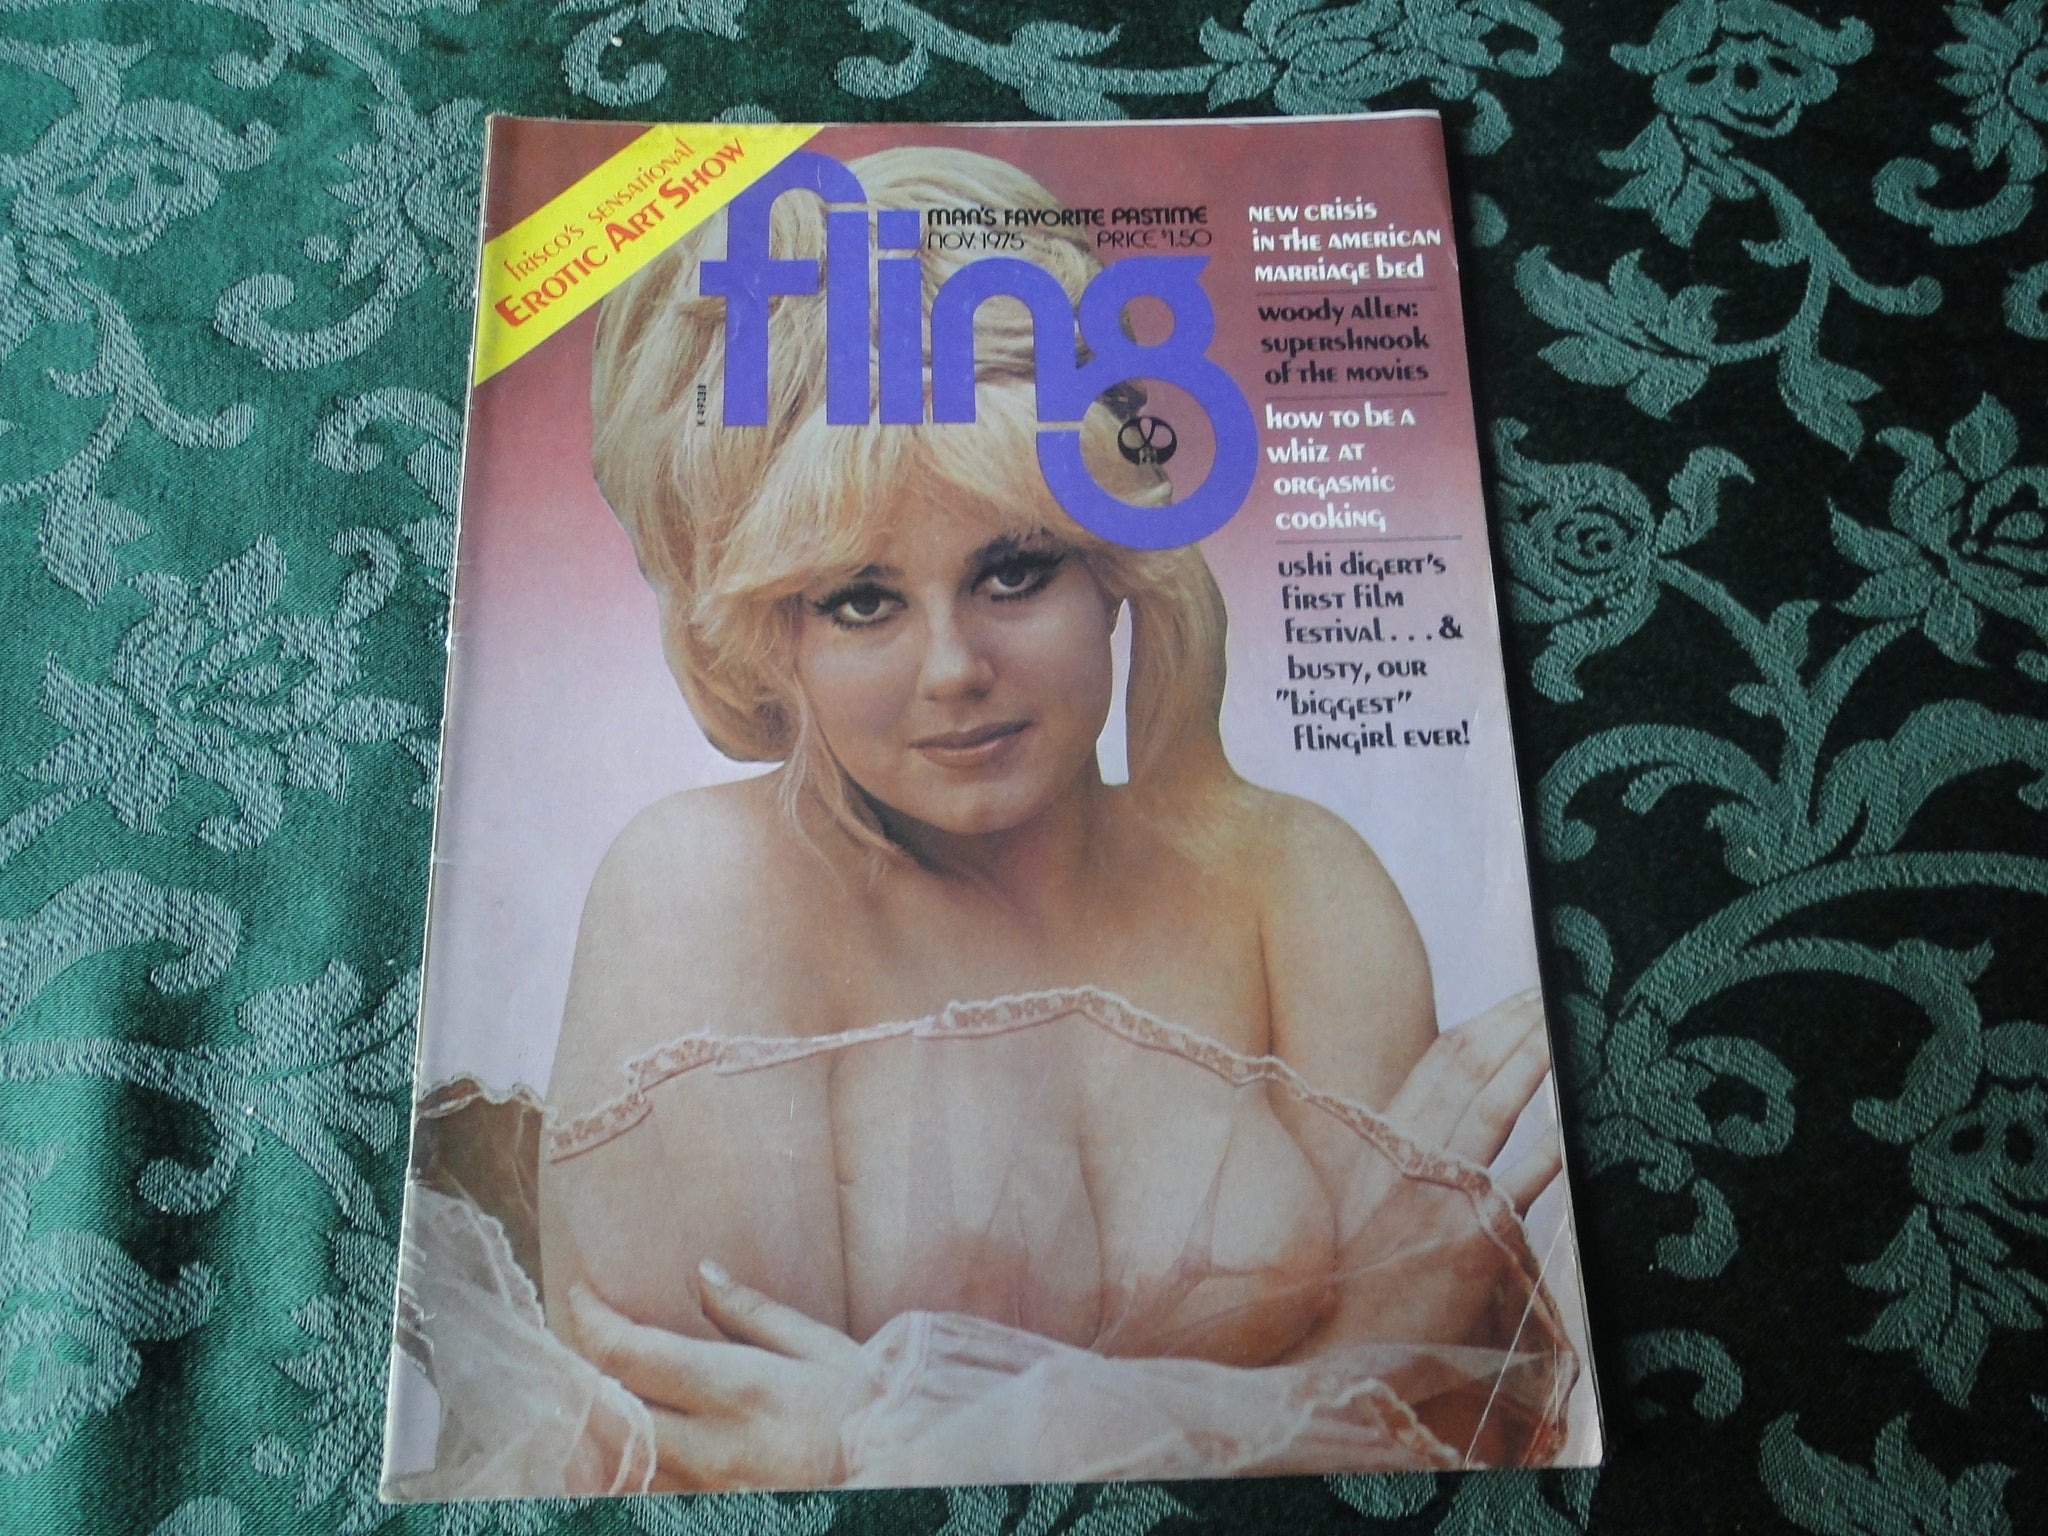 Frisco's Sensational
Erotic Art Show
fling
Man's Favorite Pastime
Nov. 1975 Price $1.50
New Crisis
in the American
Marriage Bed
Woody Allen:
Supershnook
of the Movies
How to be a
Whiz at
Orgasmic
Cooking
Ushi Digert's
First Film
Festival...&
Busty, our
"Biggest"
Flingirl Ever!